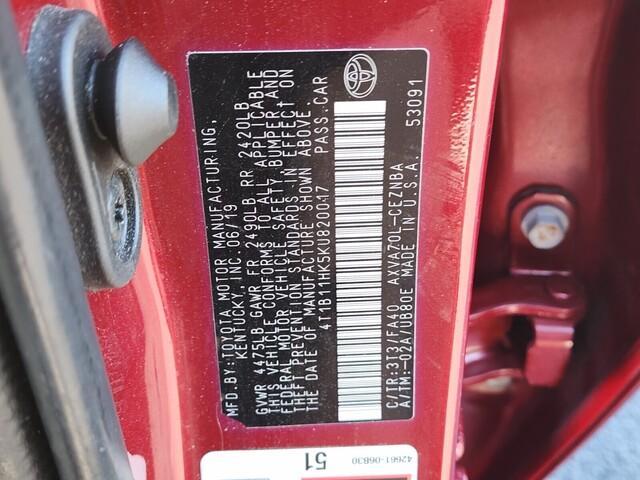 MFD.BY:TOYOTA MOTOR MANUFACTURING,
KENTUCKY, INC. 06/19
GVWR 4475LB GAWR FR 2490LB RR 2420LB
THIS VEHICLE CONFORMS TO ALL APPLICABLE
FEDERAL MOTOR VEHICLE SAFETY, BUMPER AND
THEFT PREVENTION STANDARDS IN EFFECT ON
THE DATE OF MANUFACTURE SHOWN ABOVE.
4T1B11HK5KU820017 PASS.CAR
C/TR:3T3/FA40 AXVA70L-CEZNBA
A/TM:-02A/UB80E MADE IN U.S.A. 53091
51
42661-06B30